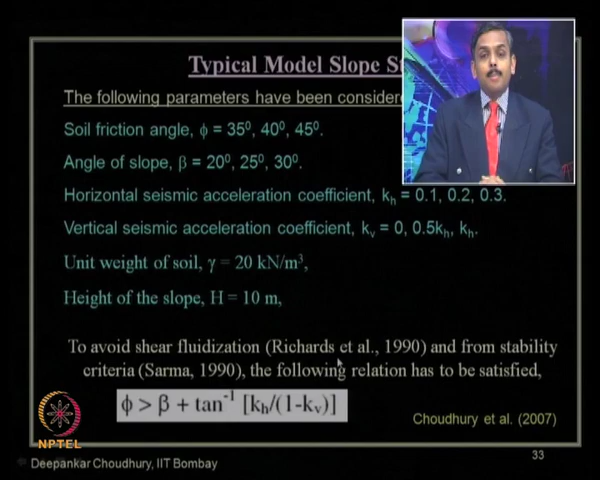 Typical Model Slope
The following parameters have been
Soil friction angle, ϕ = 35⁰, 40⁰, 45⁰.
Angle of slope, β = 20⁰, 25⁰, 30⁰.
Horizontal seismic acceleration coefficient, kₕ = 0.1, 0.2, 0.3.
Vertical seismic acceleration coefficient, kᵥ = 0, 0.5kₕ, kₕ.
Unit weight of soil, γ = 20 kN/m³,
Height of the slope, H = 10 m,
To avoid shear fluidization (Richards et al., 1990) and from stability
criteria (Sarma, 1990), the following relation has to be satisfied,
ϕ > β + tan⁻¹ [kₕ/(1-kᵥ)]
Choudhury et al. (2007)
NPTEL
Deepankar Choudhury, IIT Bombay
33